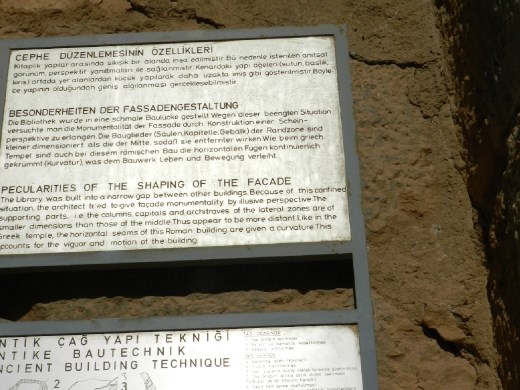 CEPHE DÜZENLEMESİNİN ÖZELLİKLERİ
Kitaplık yapılar arasında sıkışık bir alanda inşa edilmiştir. Bu nedenle istenilen anıtsal
görünüm, perspektif yanıltmaları ile sağlanmıştır. Kenardaki yapı öğeleri (sütun, başlık,
kiriş) ortada yer alanlardan küçük yapılarak daha uzakta imiş gibi gösterilmiştir. Böyle-
ce yapının olduğundan geniş algılanması gerçekleşebilmiştir.
BESONDERHEITEN DER FASSADENGESTALTUNG
Die Bibliothek wurde in eine schmale Baulücke gestellt. Wegen dieser beengten Situation
versuchte man die Monumentalität der Fassade durch Konstruktion einer Schein-
perspektive zu erlangen. Die Bauglieder (Säulen, Kapitelle, Gebälk) der Randzone sind
kleiner dimensioniert als die der Mitte, sodaß sie entfernter wirken. Wie beim griech.
Tempel sind auch bei diesem römischen Bau die horizontalen Fugen kontinuierlich
gekrümmt (Kurvatur), was dem Bauwerk Leben und Bewegung verleiht.
PECULARITIES OF THE SHAPING OF THE FACADE
The Library was built into a narrow gap between other buildings. Because of this confined
situation, the architect tried to give façade monumentality by illusive perspective. The
supporting parts, i.e. the columns, capitals and architraves of the lateral zones are of
smaller dimensions than those of the middle. Thus appear to be more distant. Like in the
Greek temple, the horizontal seams of this Roman building are given a curvature. This
accounts for the vigour and motion of the building.
NTİK ÇAĞ YAPI TEKNİĞİ
NTIKE BAUTECHNIK
NCIENT BUILDING TECHNIQUE
2 3